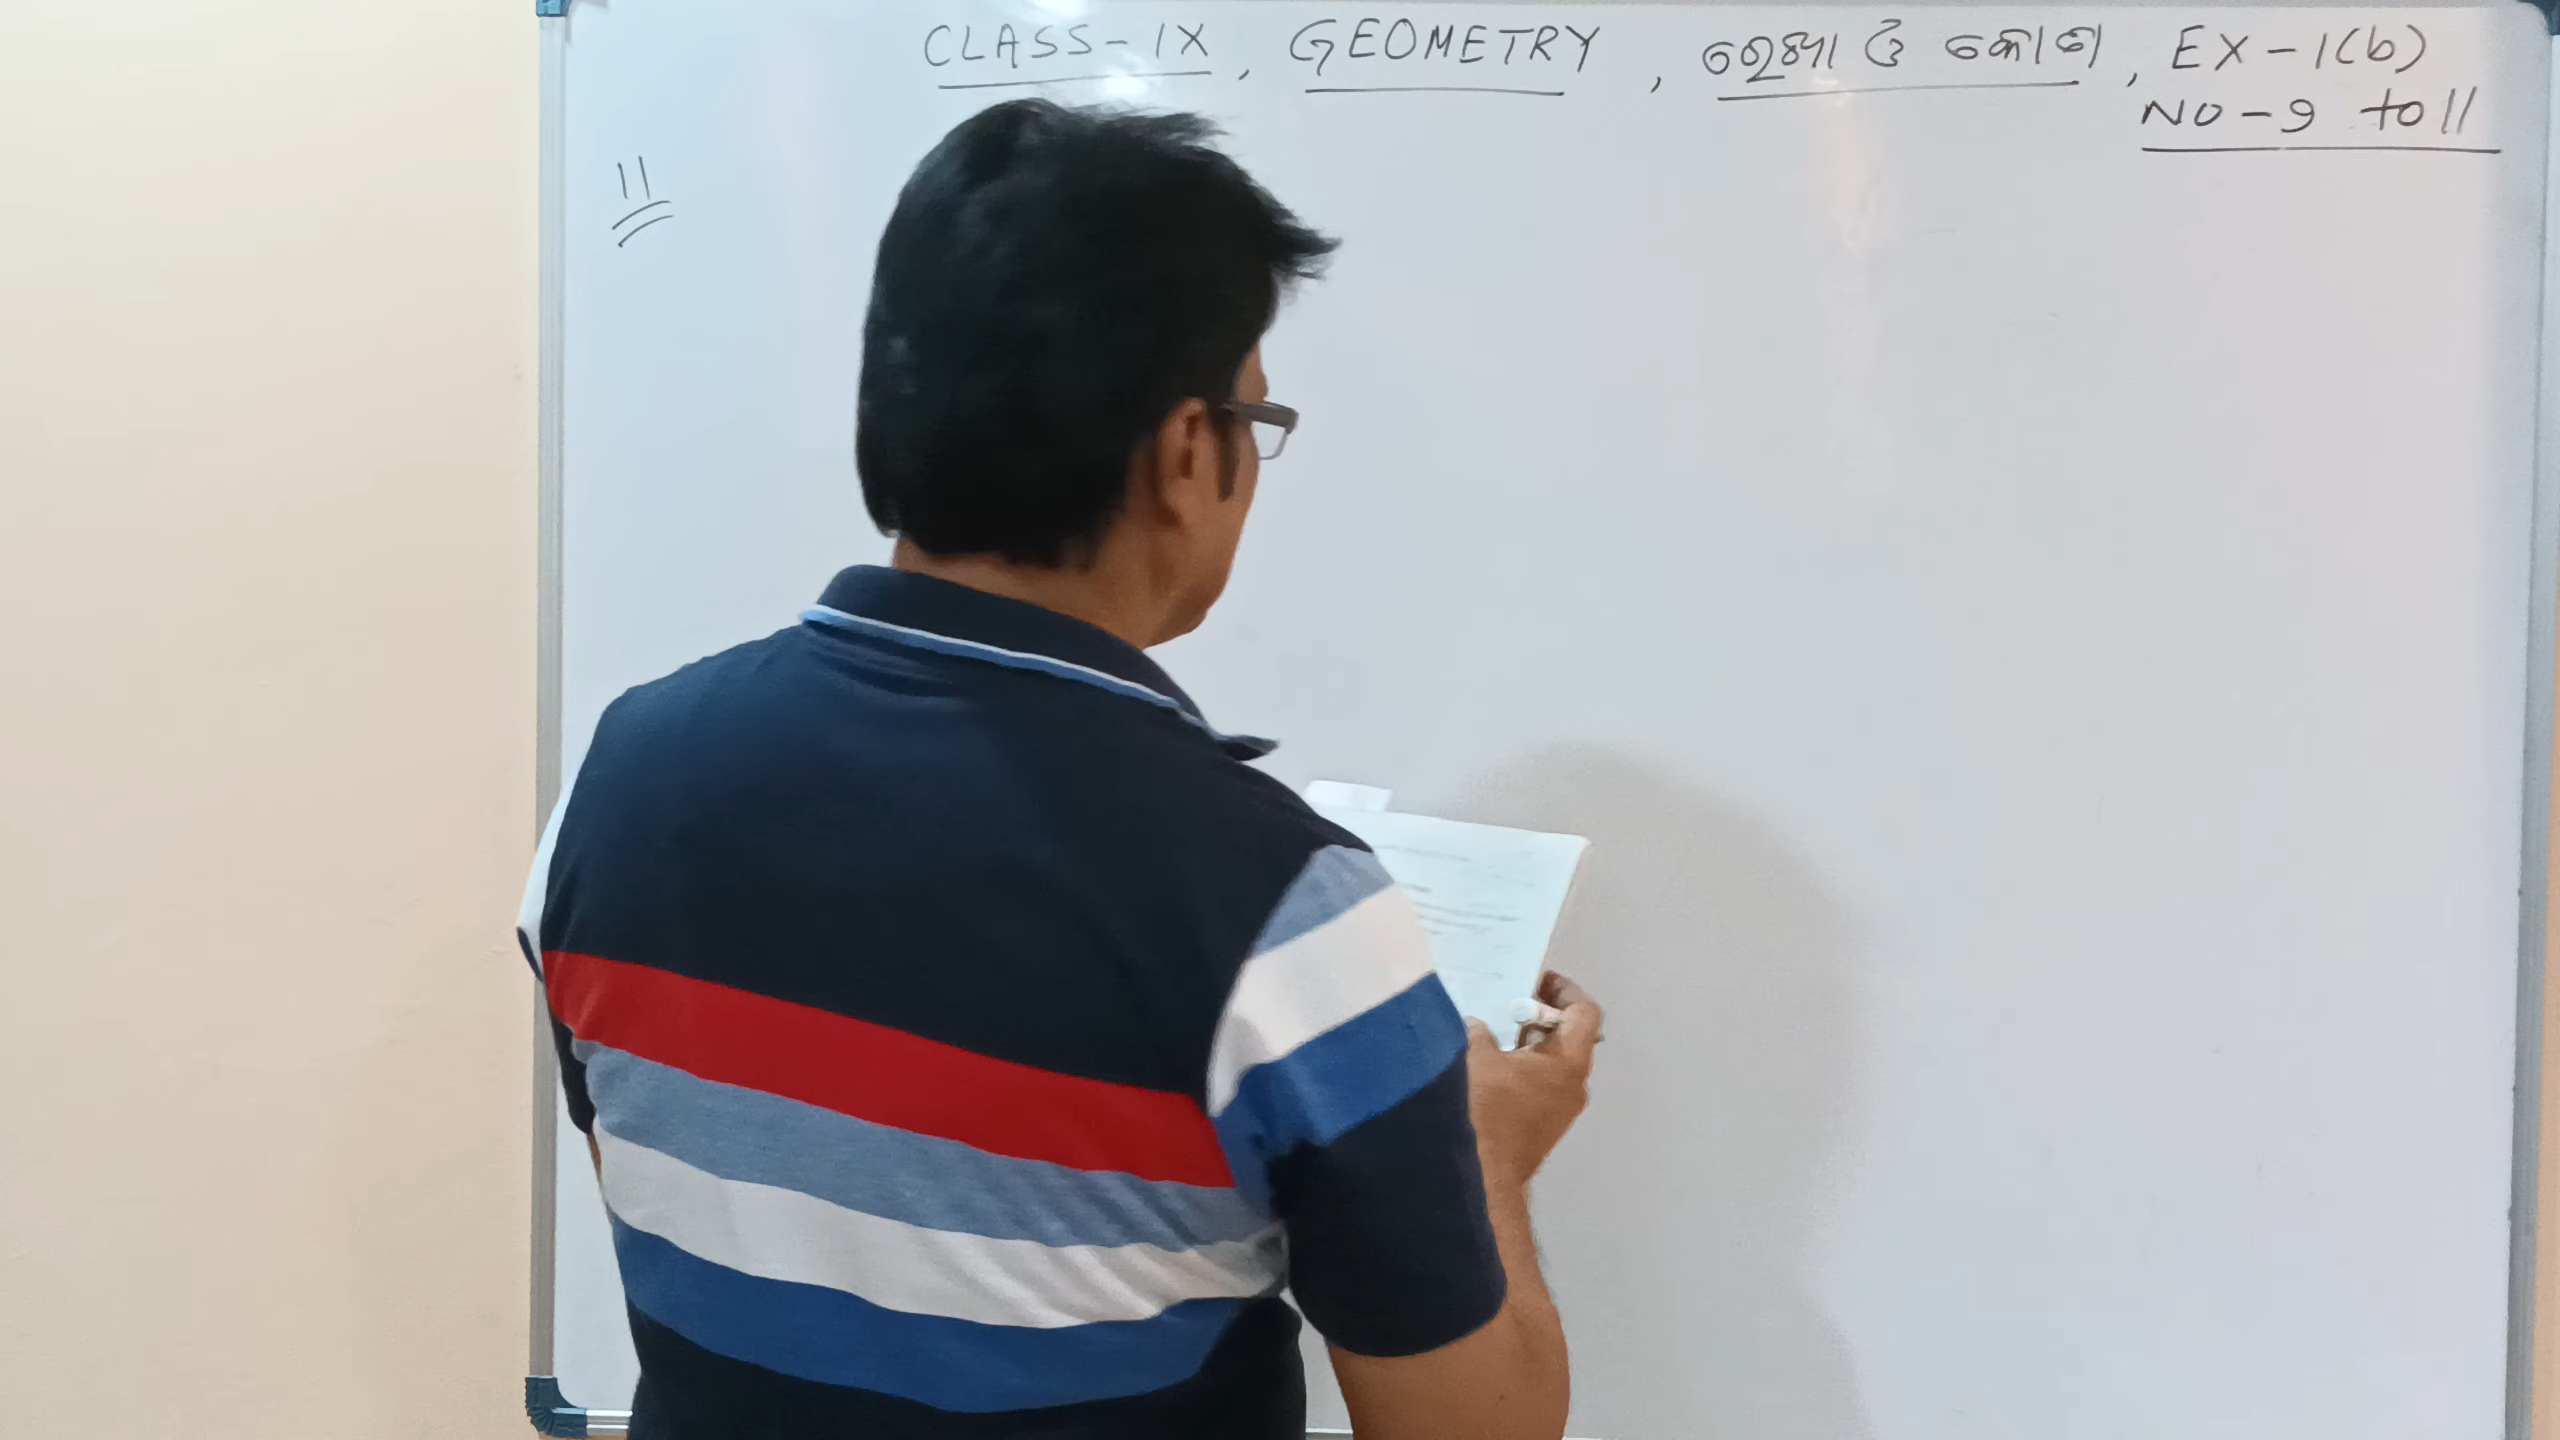 CLASS-IX, GEOMETRY, ରେଖା ଓ କୋଣ, EX-1(b)
NO-9 to 11
11